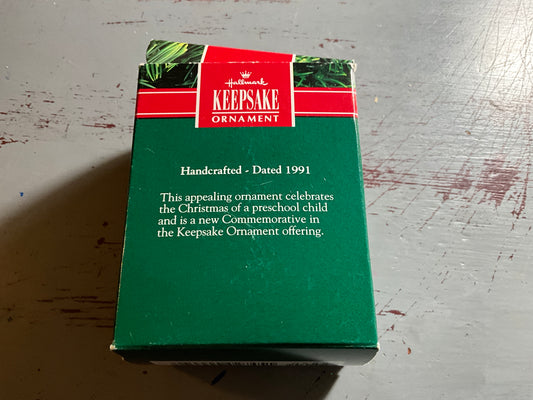 Hallmark
KEEPSAKE
ORNAMENT
Handcrafted - Dated 1991
This appealing ornament celebrates
the Christmas of a preschool child
and is a new Commemorative in
the Keepsake Ornament offering.